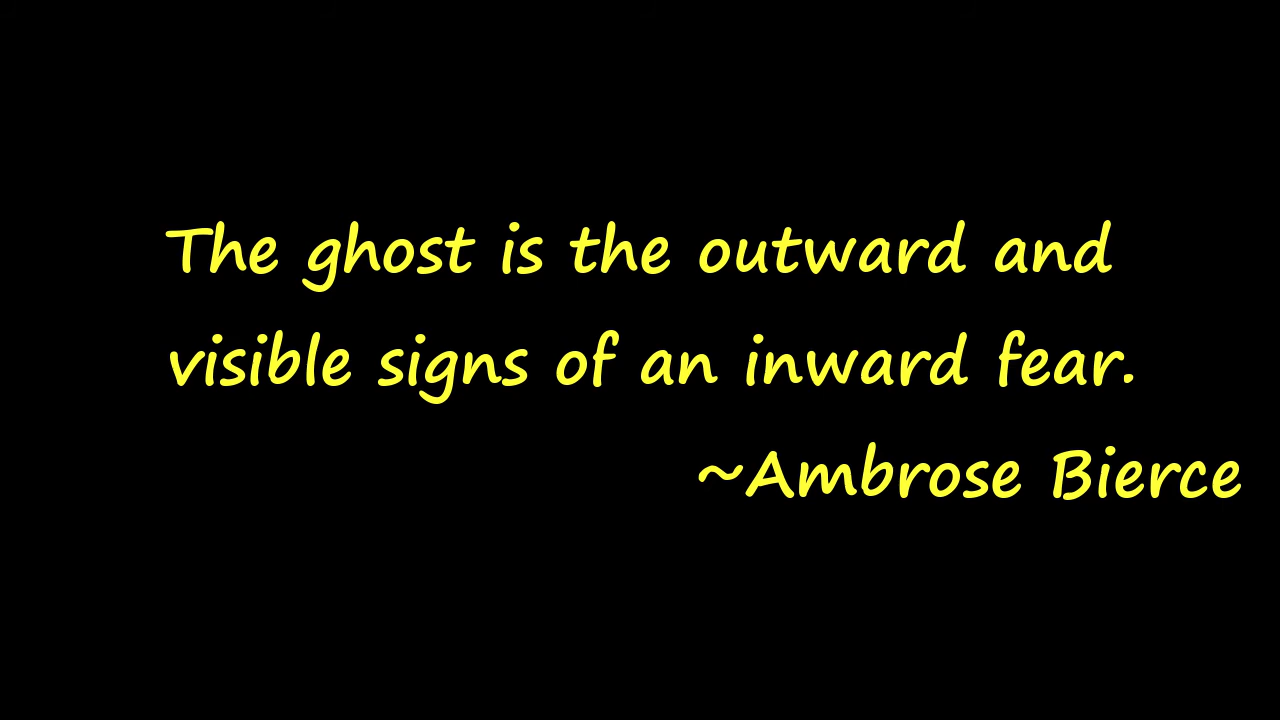 The ghost is the outward and
visible signs of an inward fear.
~Ambrose Bierce